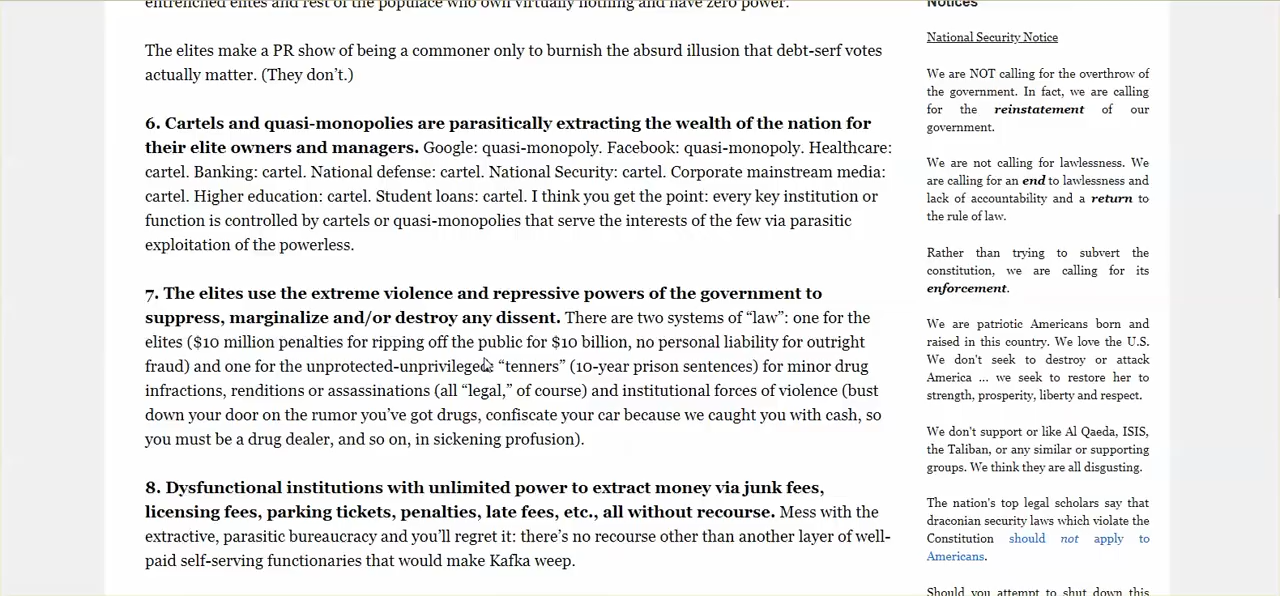 entrenched elites and rest of the populace who own virtually nothing and have zero power.
The elites make a PR show of being a commoner only to burnish the absurd illusion that debt-serf votes
actually matter. (They don’t.)
6. Cartels and quasi-monopolies are parasitically extracting the wealth of the nation for
their elite owners and managers. Google: quasi-monopoly. Facebook: quasi-monopoly. Healthcare:
cartel. Banking: cartel. National defense: cartel. National Security: cartel. Corporate mainstream media:
cartel. Higher education: cartel. Student loans: cartel. I think you get the point: every key institution or
function is controlled by cartels or quasi-monopolies that serve the interests of the few via parasitic
exploitation of the powerless.
7. The elites use the extreme violence and repressive powers of the government to
suppress, marginalize and/or destroy any dissent. There are two systems of “law”: one for the
elites ($10 million penalties for ripping off the public for $10 billion, no personal liability for outright
fraud) and one for the unprotected-unprivileged: “tenners” (10-year prison sentences) for minor drug
infractions, renditions or assassinations (all “legal,” of course) and institutional forces of violence (bust
down your door on the rumor you’ve got drugs, confiscate your car because we caught you with cash, so
you must be a drug dealer, and so on, in sickening profusion).
8. Dysfunctional institutions with unlimited power to extract money via junk fees,
licensing fees, parking tickets, penalties, late fees, etc., all without recourse. Mess with the
extractive, parasitic bureaucracy and you’ll regret it: there’s no recourse other than another layer of well-
paid self-serving functionaries that would make Kafka weep.
Notices
National Security Notice
We are NOT calling for the overthrow of
the government. In fact, we are calling
for the reinstatement of our
government.
We are not calling for lawlessness. We
are calling for an end to lawlessness and
lack of accountability and a return to
the rule of law.
Rather than trying to subvert the
constitution, we are calling for its
enforcement.
We are patriotic Americans born and
raised in this country. We love the U.S.
We don't seek to destroy or attack
America ... we seek to restore her to
strength, prosperity, liberty and respect.
We don't support or like Al Qaeda, ISIS,
the Taliban, or any similar or supporting
groups. We think they are all disgusting.
The nation's top legal scholars say that
draconian security laws which violate the
Constitution should not apply to
Americans.
Should you attempt to shut down this